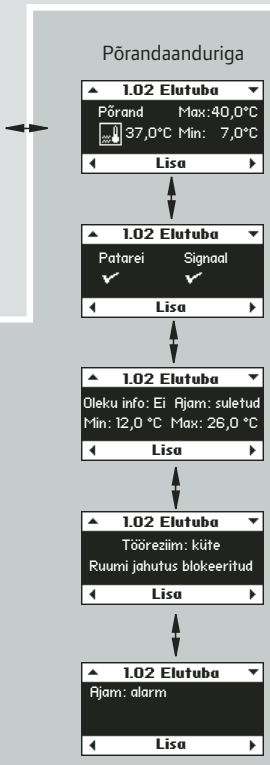 Põrandaanduriga
1.02 Elutuba
Põrand Max:40,0°C
37,0°C Min: 7,0°C
Lisa
1.02 Elutuba
Patarei Signaal
Lisa
1.02 Elutuba
Oleku info: Ei Ajam: suletud
Min: 12,0 °C Max: 26,0 °C
Lisa
1.02 Elutuba
Tööreziim: küte
Ruumi jahutus blokeeritud
Lisa
1.02 Elutuba
Ajam: alarm
Lisa